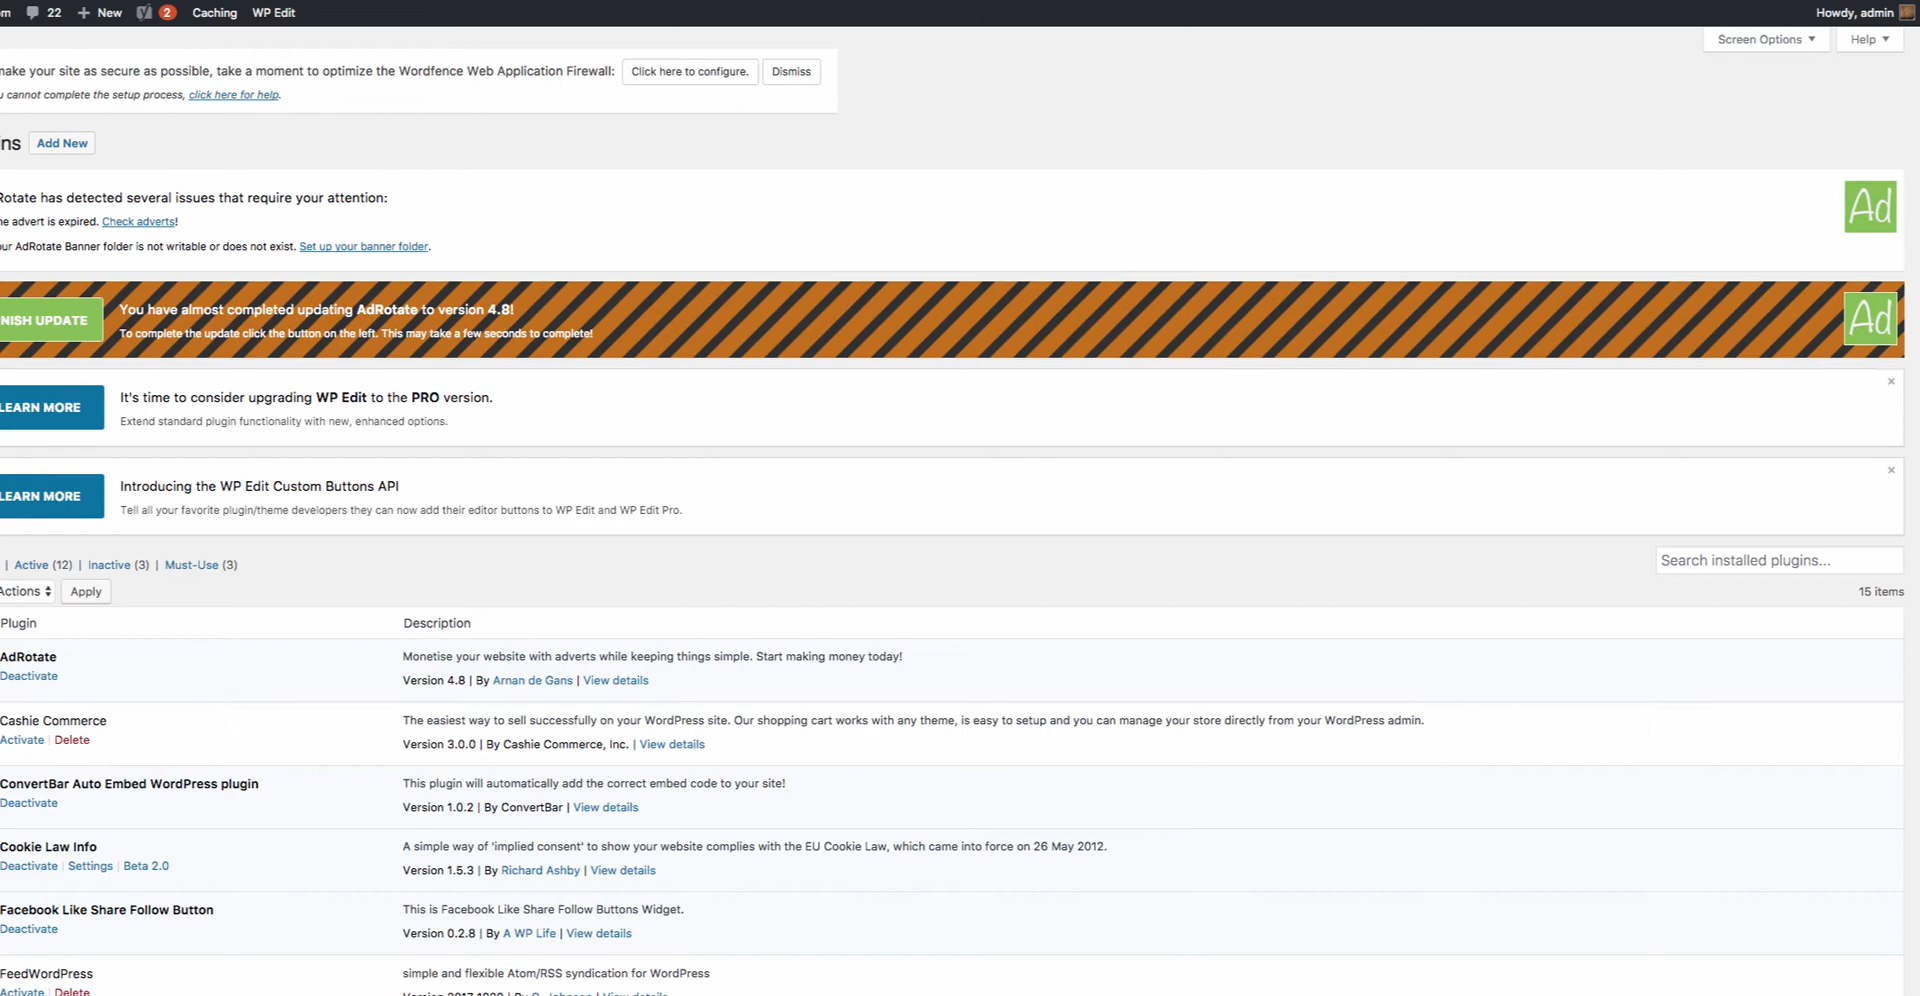 om 22 + New 2 Caching WP Edit Howdy, admin
Screen Options ▼ Help ▼
make your site as secure as possible, take a moment to optimize the Wordfence Web Application Firewall: Click here to configure. Dismiss
u cannot complete the setup process, click here for help.
ins Add New
Rotate has detected several issues that require your attention:
ne advert is expired. Check adverts!
our AdRotate Banner folder is not writable or does not exist. Set up your banner folder.
Ad
NISH UPDATE
You have almost completed updating AdRotate to version 4.8!
To complete the update click the button on the left. This may take a few seconds to complete!
Ad
LEARN MORE
It's time to consider upgrading WP Edit to the PRO version.
Extend standard plugin functionality with new, enhanced options.
LEARN MORE
Introducing the WP Edit Custom Buttons API
Tell all your favorite plugin/theme developers they can now add their editor buttons to WP Edit and WP Edit Pro.
| Active (12) | Inactive (3) | Must-Use (3)
Search installed plugins...
Actions Apply
15 items
Plugin Description
AdRotate
Monetise your website with adverts while keeping things simple. Start making money today!
Deactivate
Version 4.8 | By Arnan de Gans | View details
Cashie Commerce
The easiest way to sell successfully on your WordPress site. Our shopping cart works with any theme, is easy to setup and you can manage your store directly from your WordPress admin.
Activate | Delete
Version 3.0.0 | By Cashie Commerce, Inc. | View details
ConvertBar Auto Embed WordPress plugin
This plugin will automatically add the correct embed code to your site!
Deactivate
Version 1.0.2 | By ConvertBar | View details
Cookie Law Info
A simple way of 'implied consent' to show your website complies with the EU Cookie Law, which came into force on 26 May 2012.
Deactivate | Settings | Beta 2.0
Version 1.5.3 | By Richard Ashby | View details
Facebook Like Share Follow Button
This is Facebook Like Share Follow Buttons Widget.
Deactivate
Version 0.2.8 | By A WP Life | View details
FeedWordPress
simple and flexible Atom/RSS syndication for WordPress
Activate | Delete